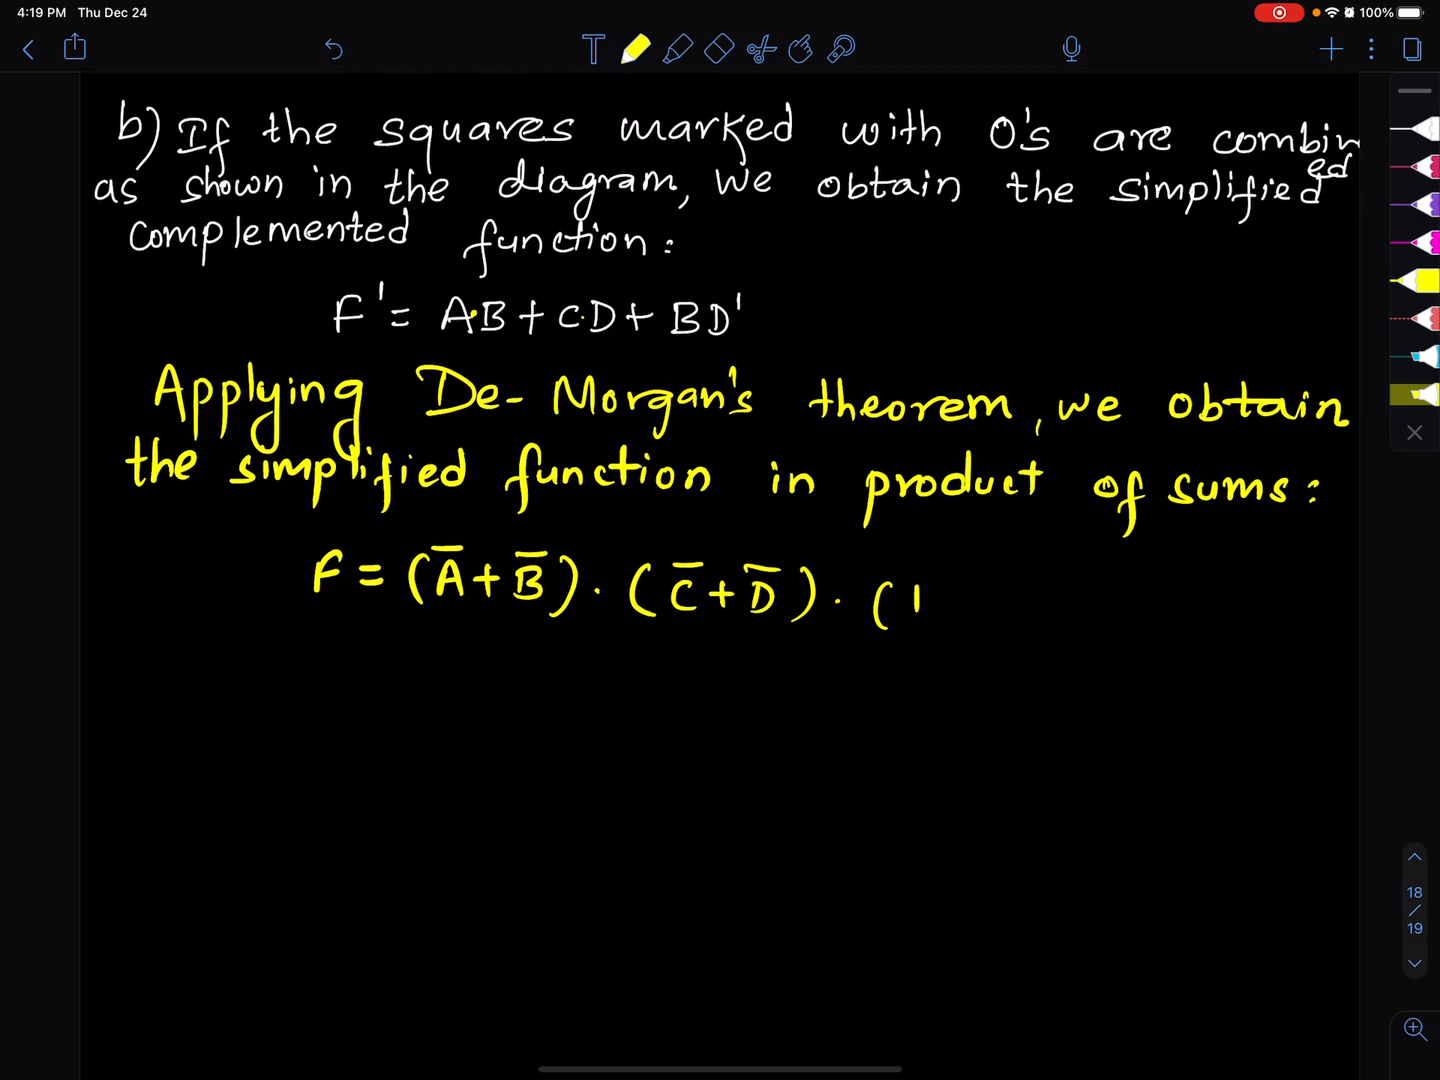 4:19 PM Thu Dec 24
100%
b) If the squares marked with 0's are combined
as shown in the diagram, we obtain the simplified
complemented function:
F' = A·B + C·D + BD'
Applying De-Morgan's theorem, we obtain
the simplified function in product of sums:
F = (A̅ + B̅) · (C̅ + D̅) · (
18
/
19